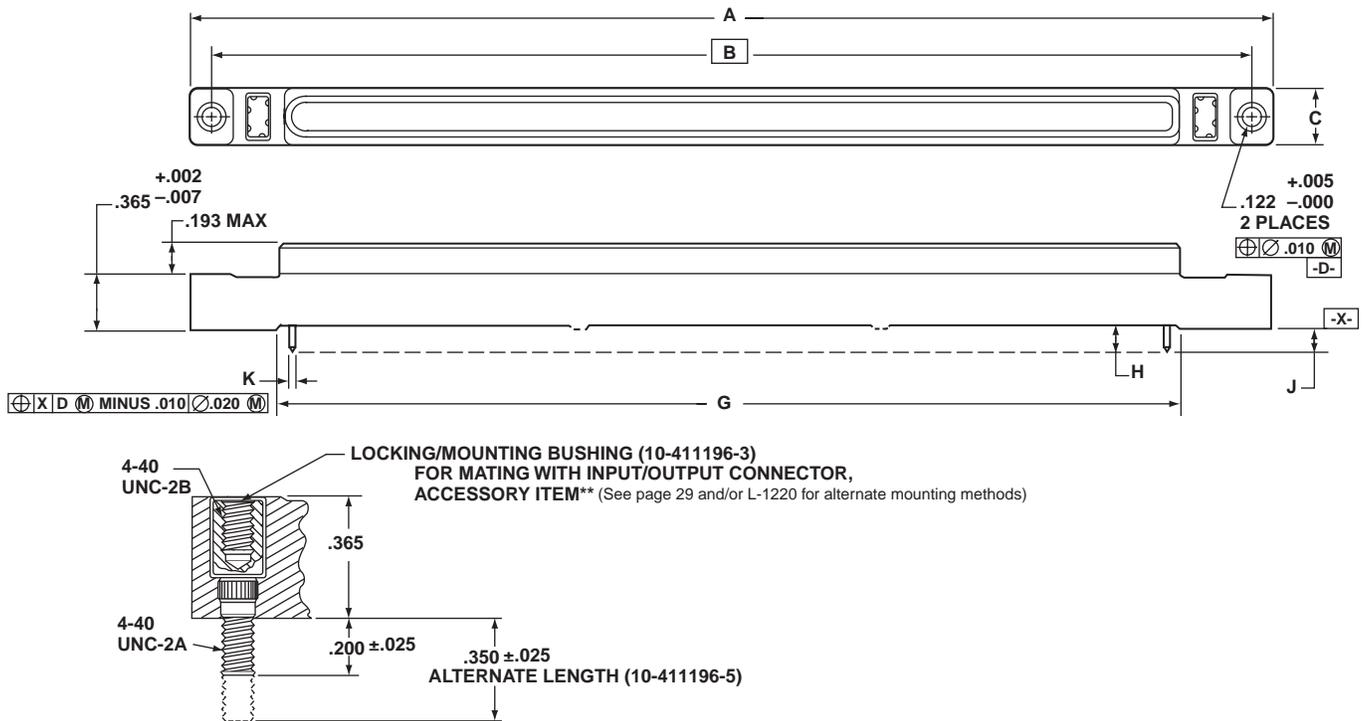 A
B
C
+.002
.365 –.007
.193 MAX
+.005
.122 –.000
2 PLACES
⌖ ∅ .010 Ⓜ
-D-
-X-
K
H
J
⌖ X D Ⓜ MINUS .010 ∅.020 Ⓜ
G
LOCKING/MOUNTING BUSHING (10-411196-3)
FOR MATING WITH INPUT/OUTPUT CONNECTOR,
ACCESSORY ITEM** (See page 29 and/or L-1220 for alternate mounting methods)
4-40
UNC-2B
.365
4-40
UNC-2A
.200 ±.025
.350 ±.025
ALTERNATE LENGTH (10-411196-5)